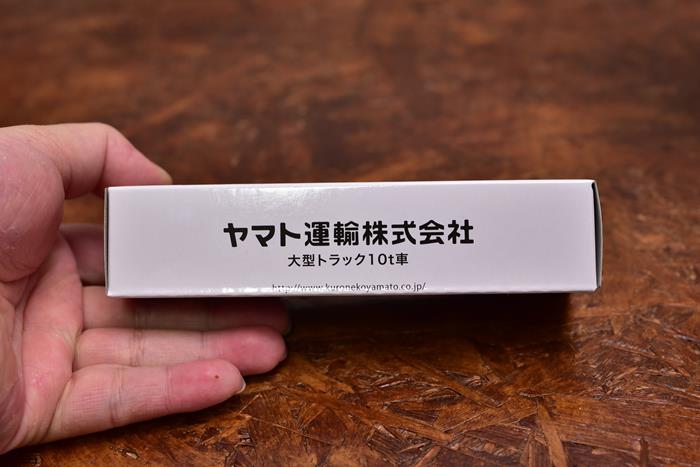 ヤマト運輸株式会社
大型トラック10t車
http://www.kuronekoyamato.co.jp/